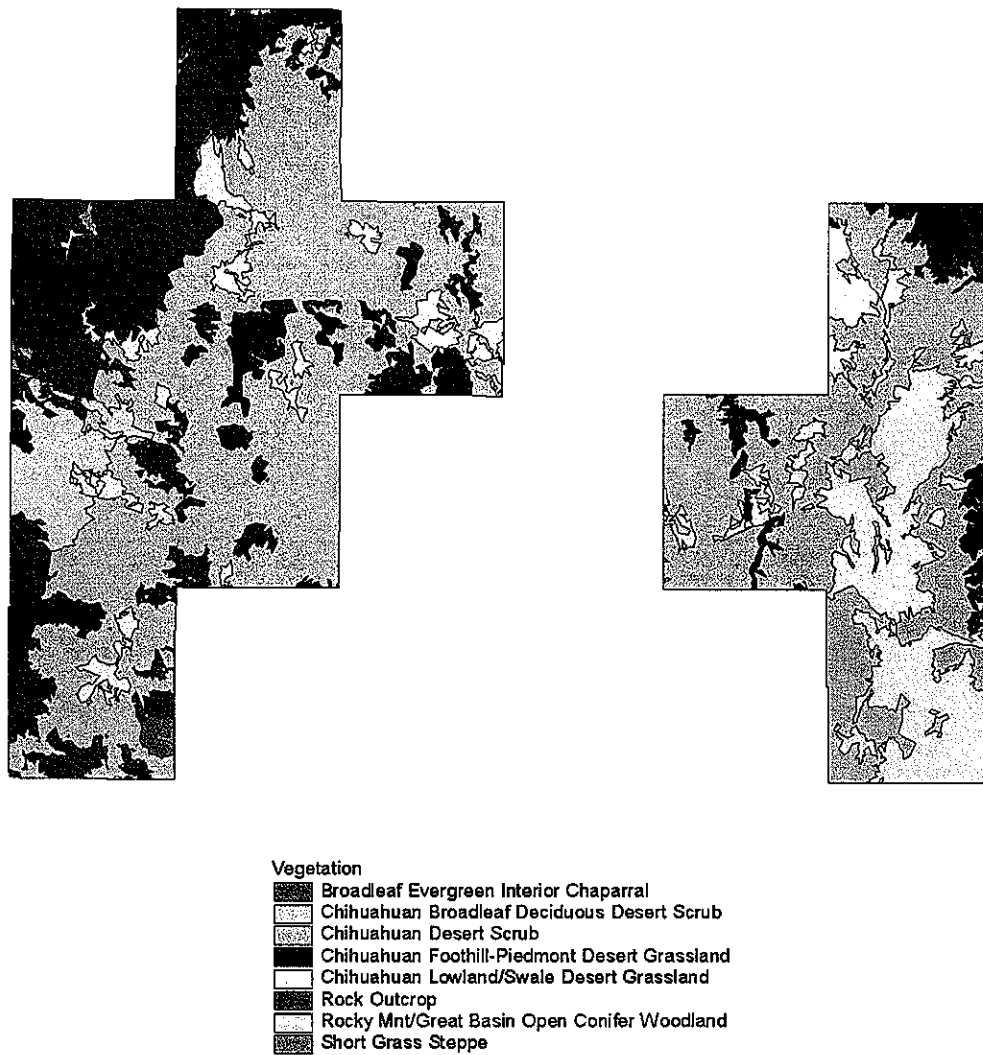 Vegetation
Broadleaf Evergreen Interior Chaparral
Chihuahuan Broadleaf Deciduous Desert Scrub
Chihuahuan Desert Scrub
Chihuahuan Foothill-Piedmont Desert Grassland
Chihuahuan Lowland/Swale Desert Grassland
Rock Outcrop
Rocky Mnt/Great Basin Open Conifer Woodland
Short Grass Steppe